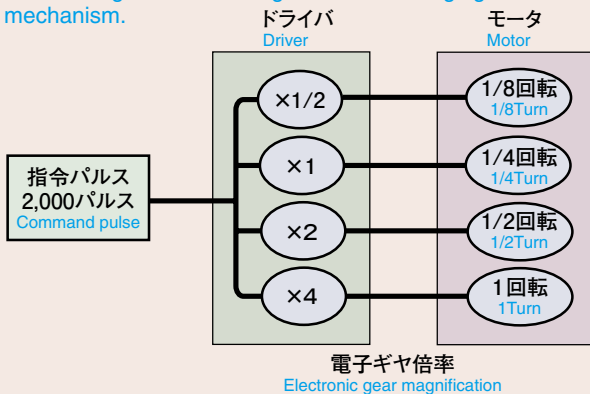 mechanism.
ドライバ
Driver
モータ
Motor
×1/2
1/8回転
1/8Turn
指令パルス
2,000パルス
Command pulse
×1
1/4回転
1/4Turn
×2
1/2回転
1/2Turn
×4
1回転
1Turn
電子ギヤ倍率
Electronic gear magnification